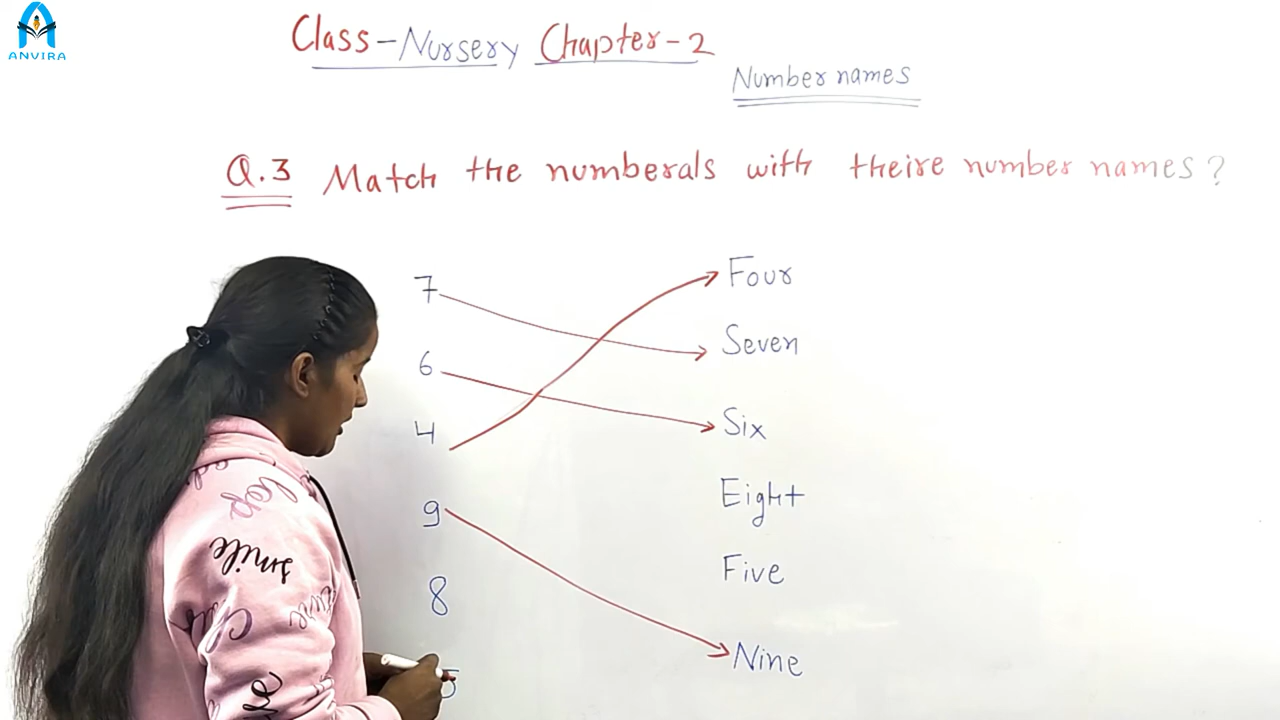 ANVIRA
Class-Nursery Chapter-2
Number names
Q.3 Match the numberals with theire number names?
7 Four
6 Seven
4 Six
9 Eight
8 Five
5 Nine
smile